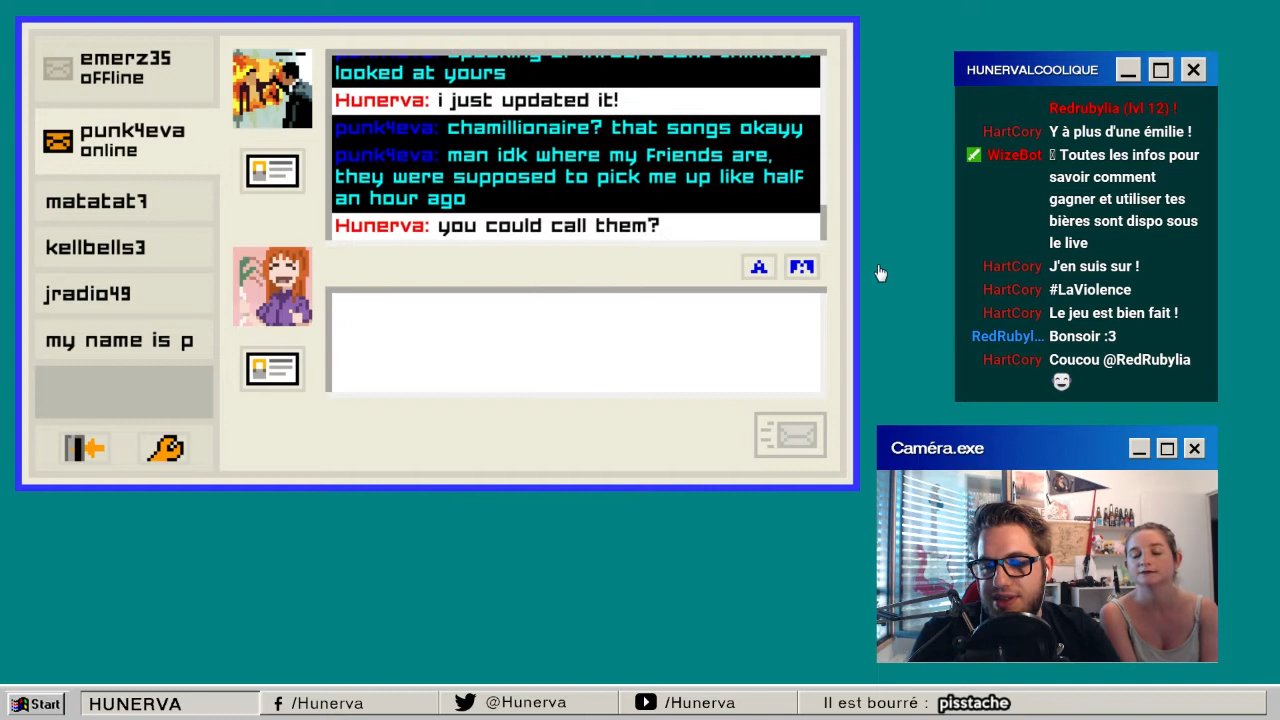 emerz35
offline
punk4eva
online
matatat7
kellbells3
jradio49
my name is p
looked at yours
Hunerva: i just updated it!
punk4eva: chamillionaire? that songs okayy
punk4eva: man idk where my friends are,
they were supposed to pick me up like half
an hour ago
Hunerva: you could call them?
A
HUNERVALCOOLIQUE
Redrubylia (lvl 12) !
HartCory Y à plus d'une émilie !
WizeBot Toutes les infos pour
savoir comment
gagner et utiliser tes
bières sont dispo sous
le live
HartCory J'en suis sur !
HartCory #LaViolence
HartCory Le jeu est bien fait !
RedRubyl... Bonsoir :3
HartCory Coucou @RedRubylia
Caméra.exe
Start
HUNERVA
/Hunerva
@Hunerva
/Hunerva
Il est bourré : pisstache